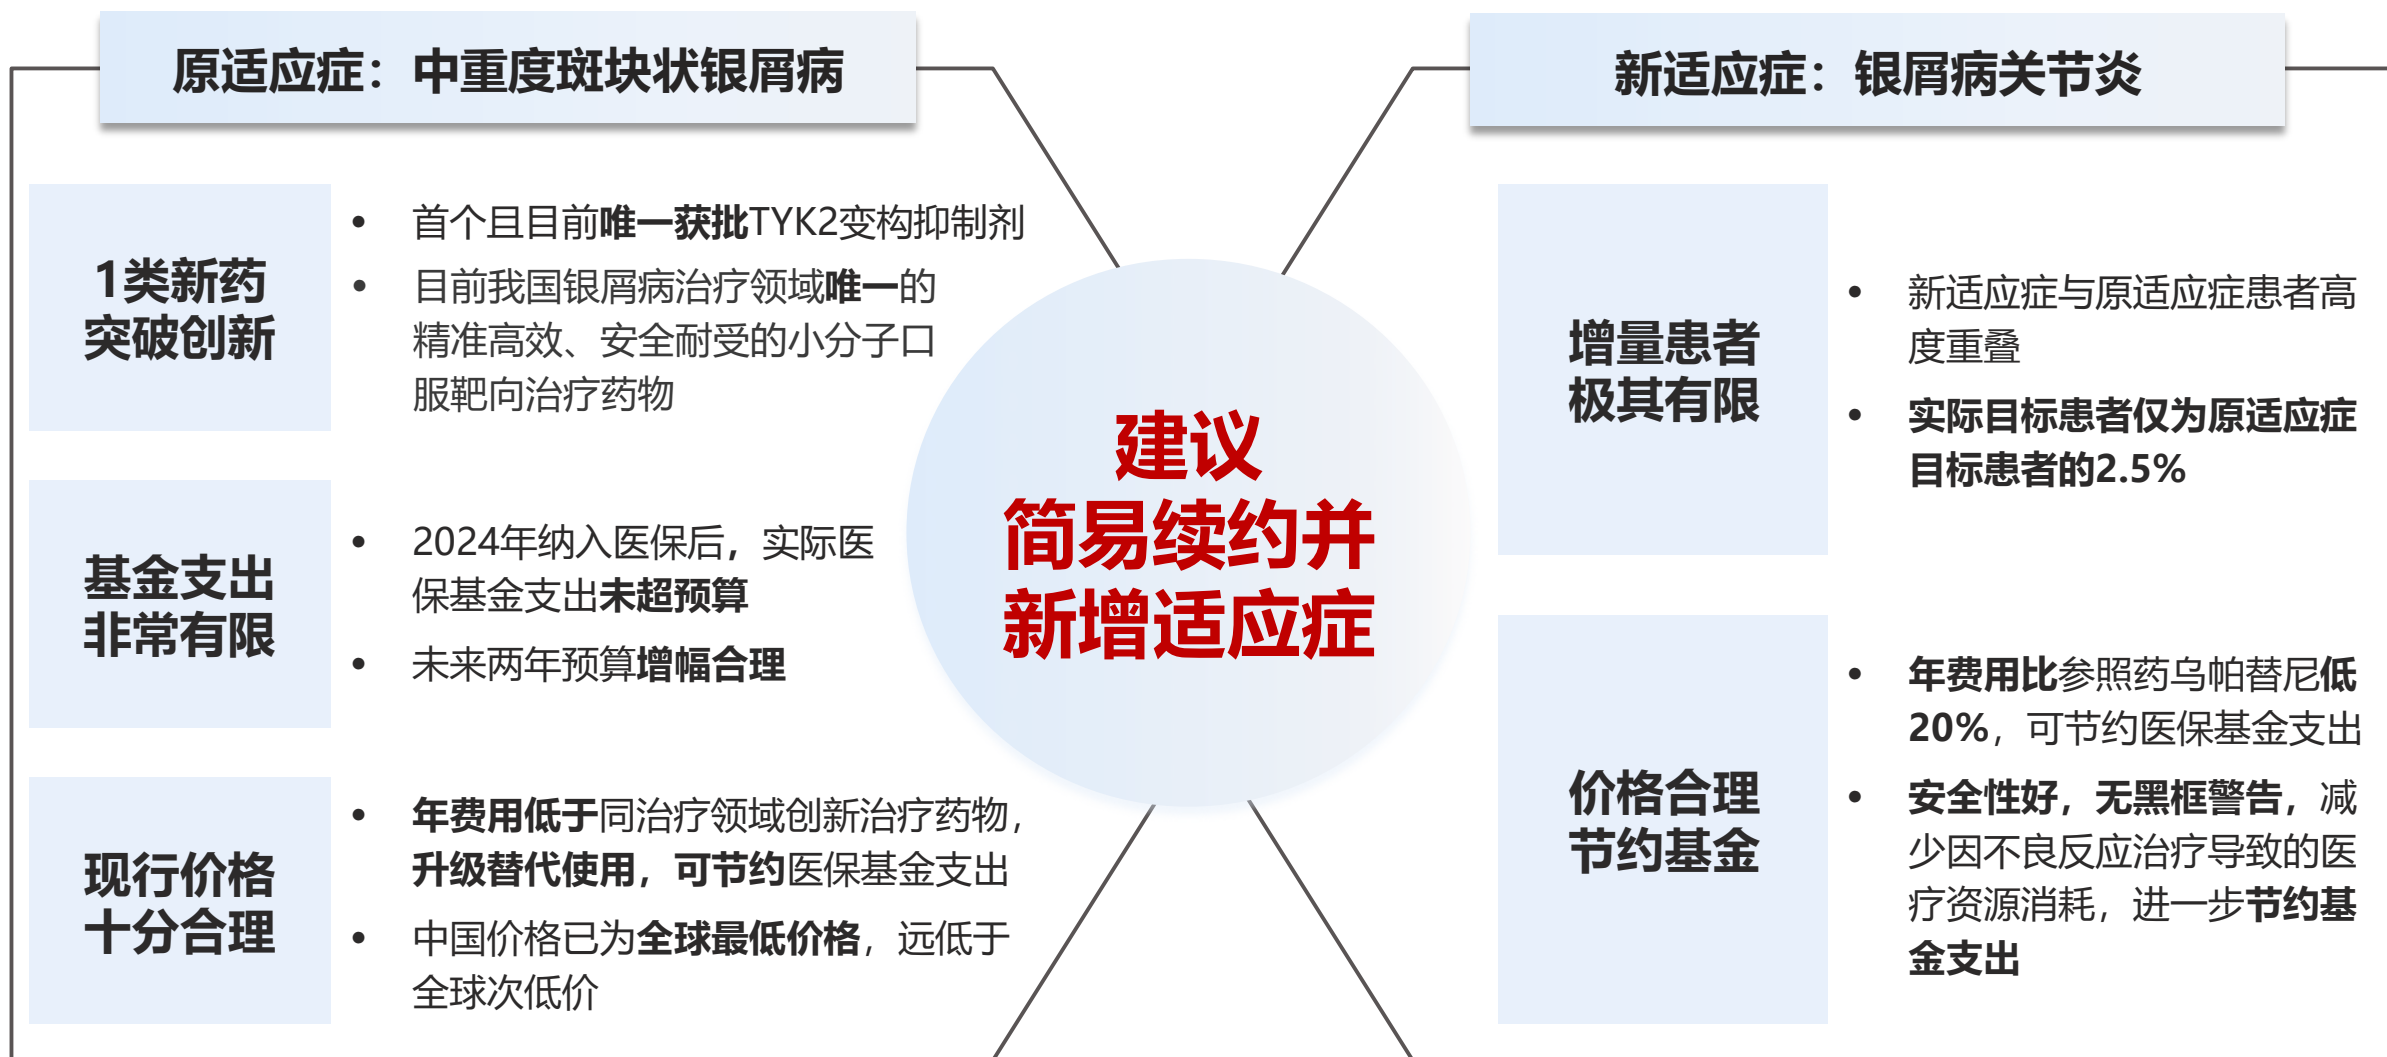 原适应症：中重度斑块状银屑病
1类新药
突破创新
• 首个且目前唯一获批TYK2变构抑制剂
• 目前我国银屑病治疗领域唯一的
精准高效、安全耐受的小分子口
服靶向治疗药物
基金支出
非常有限
• 2024年纳入医保后，实际医
保基金支出未超预算
• 未来两年预算增幅合理
现行价格
十分合理
• 年费用低于同治疗领域创新治疗药物，
升级替代使用，可节约医保基金支出
• 中国价格已为全球最低价格，远低于
全球次低价
建议
简易续约并
新增适应症
新适应症：银屑病关节炎
增量患者
极其有限
• 新适应症与原适应症患者高
度重叠
• 实际目标患者仅为原适应症
目标患者的2.5%
价格合理
节约基金
• 年费用比参照药乌帕替尼低
20%，可节约医保基金支出
• 安全性好，无黑框警告，减
少因不良反应治疗导致的医
疗资源消耗，进一步节约基
金支出